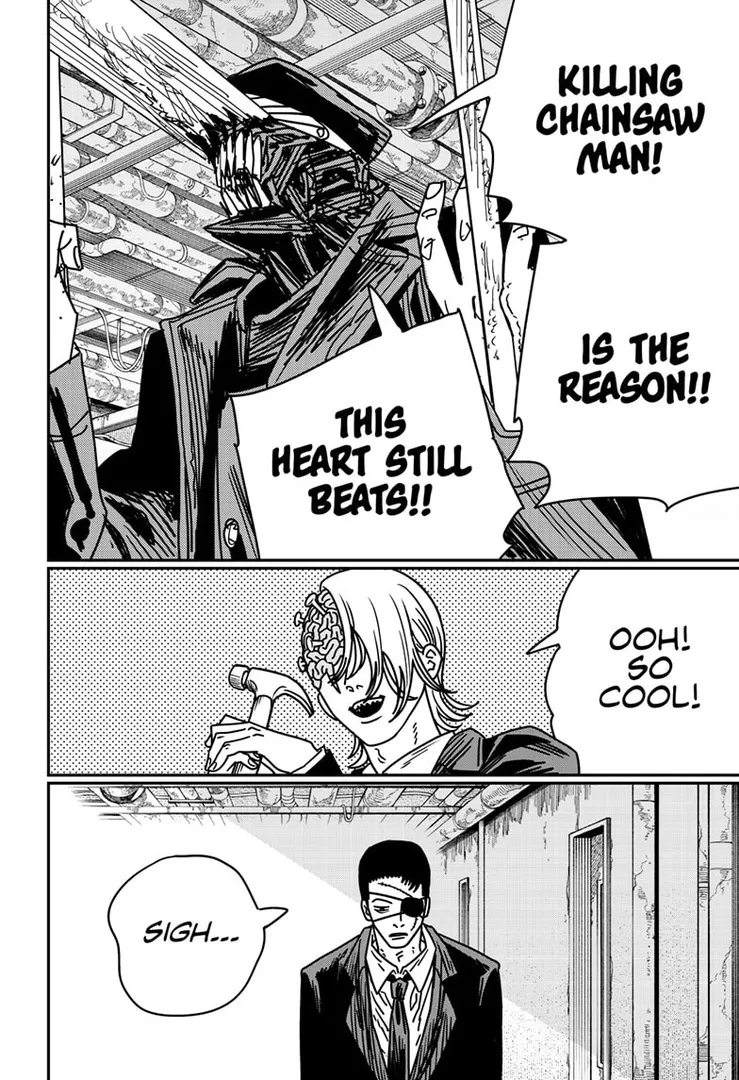 KILLING
CHAINSAW
MAN!
IS THE
REASON!!
THIS
HEART STILL
BEATS!!
OOH!
SO
COOL!
SIGH...